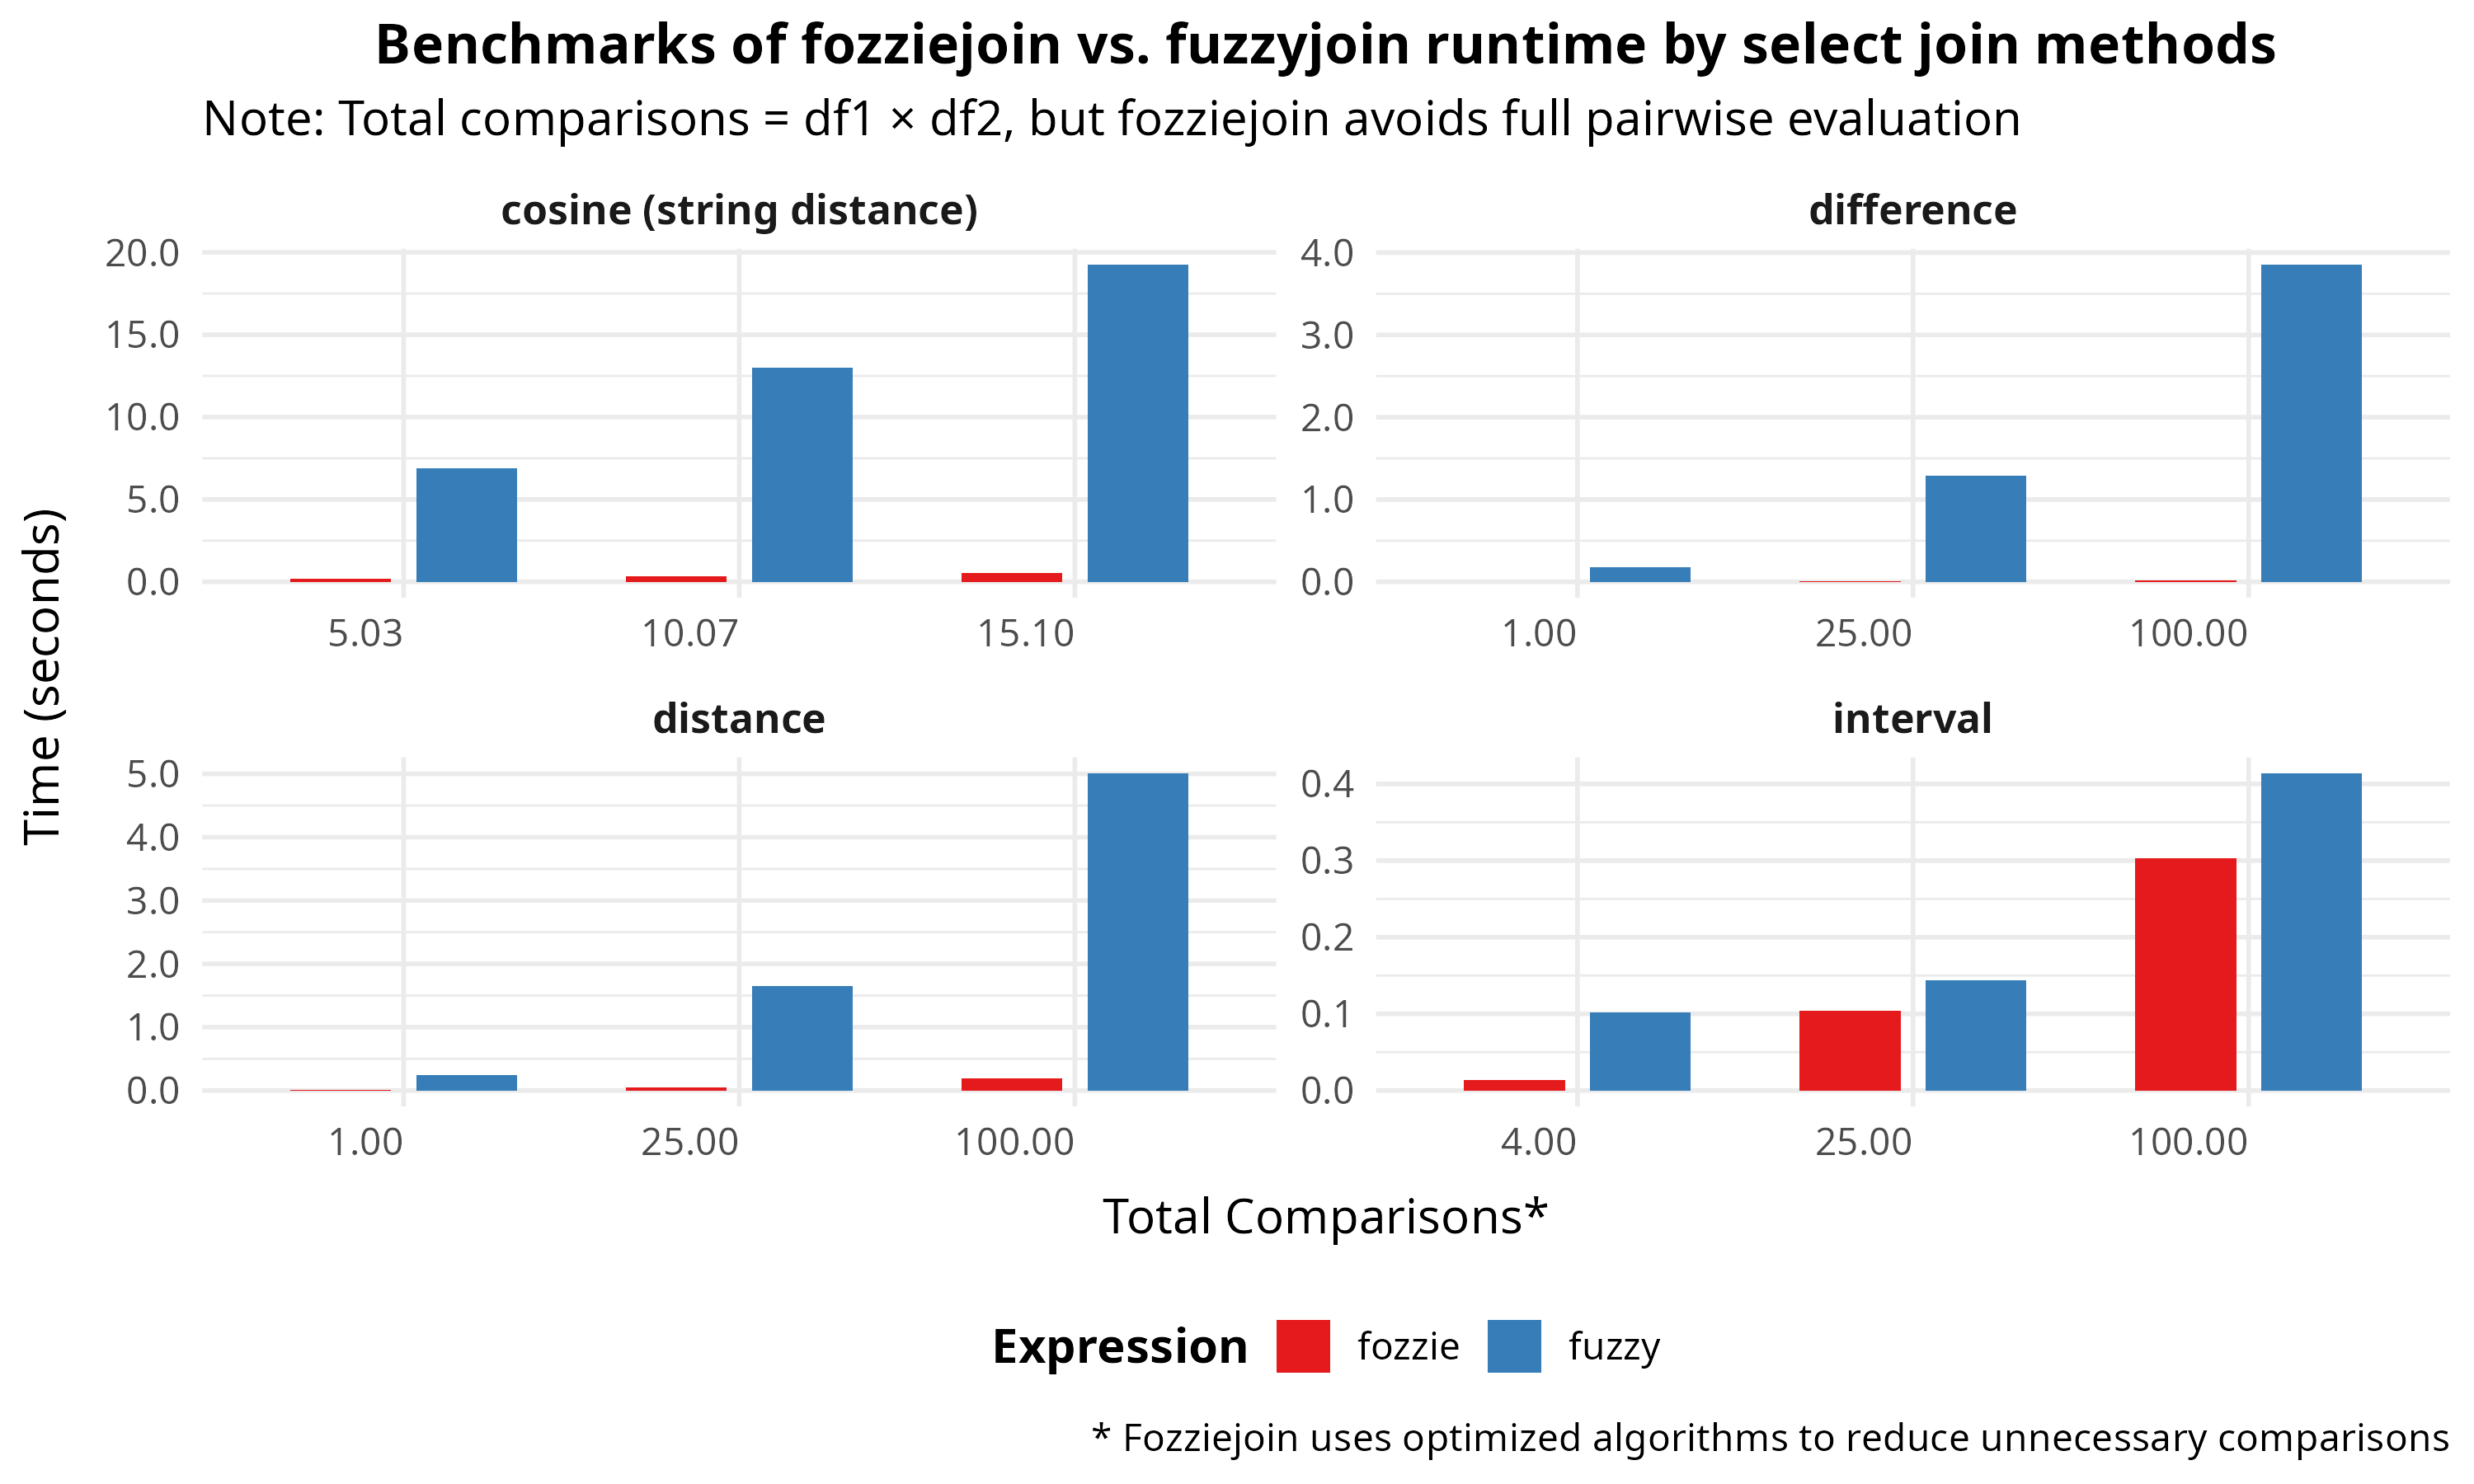 Benchmarks of fozziejoin vs. fuzzyjoin runtime by select join methods
Note: Total comparisons = df1 × df2, but fozziejoin avoids full pairwise evaluation
cosine (string distance)
20.0
15.0
10.0
5.0
0.0
5.03 10.07 15.10
difference
4.0
3.0
2.0
1.0
0.0
1.00 25.00 100.00
Time (seconds)
distance
5.0
4.0
3.0
2.0
1.0
0.0
1.00 25.00 100.00
interval
0.4
0.3
0.2
0.1
0.0
4.00 25.00 100.00
Total Comparisons*
Expression fozzie fuzzy
* Fozziejoin uses optimized algorithms to reduce unnecessary comparisons